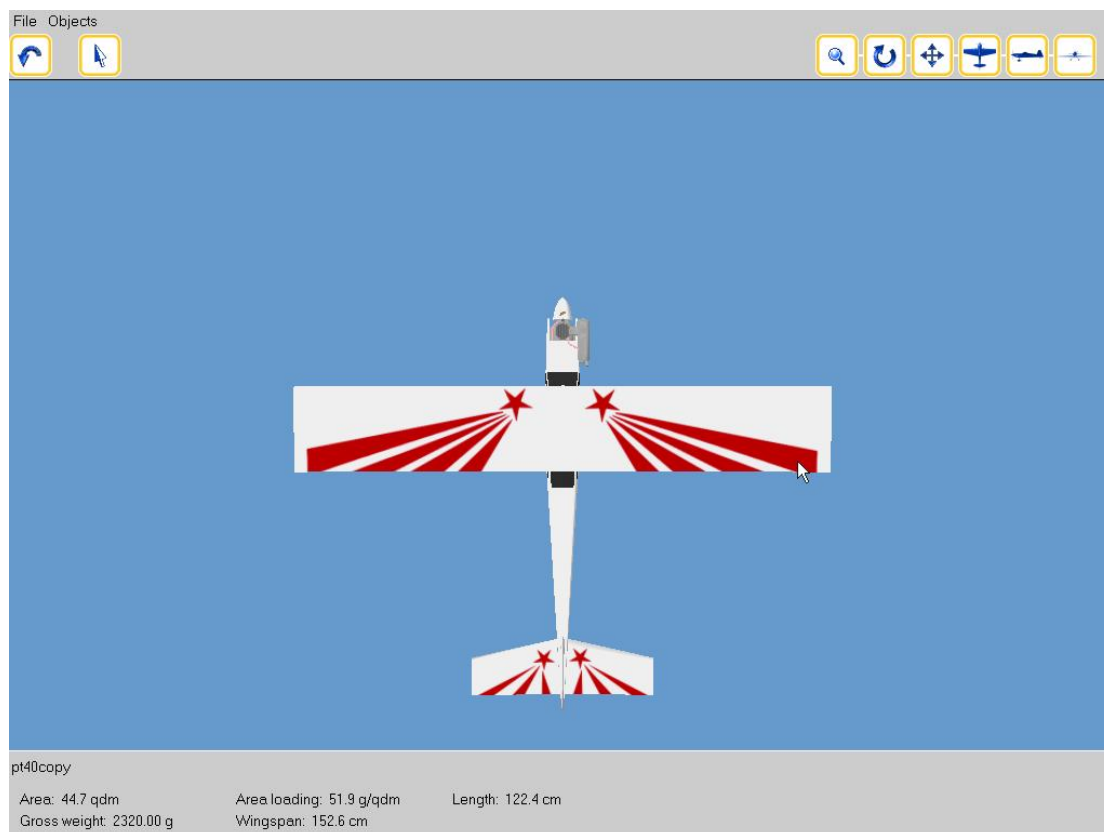 File Objects
pt40copy
Area: 44.7 qdm Area loading: 51.9 g/qdm Length: 122.4 cm
Gross weight: 2320.00 g Wingspan: 152.6 cm